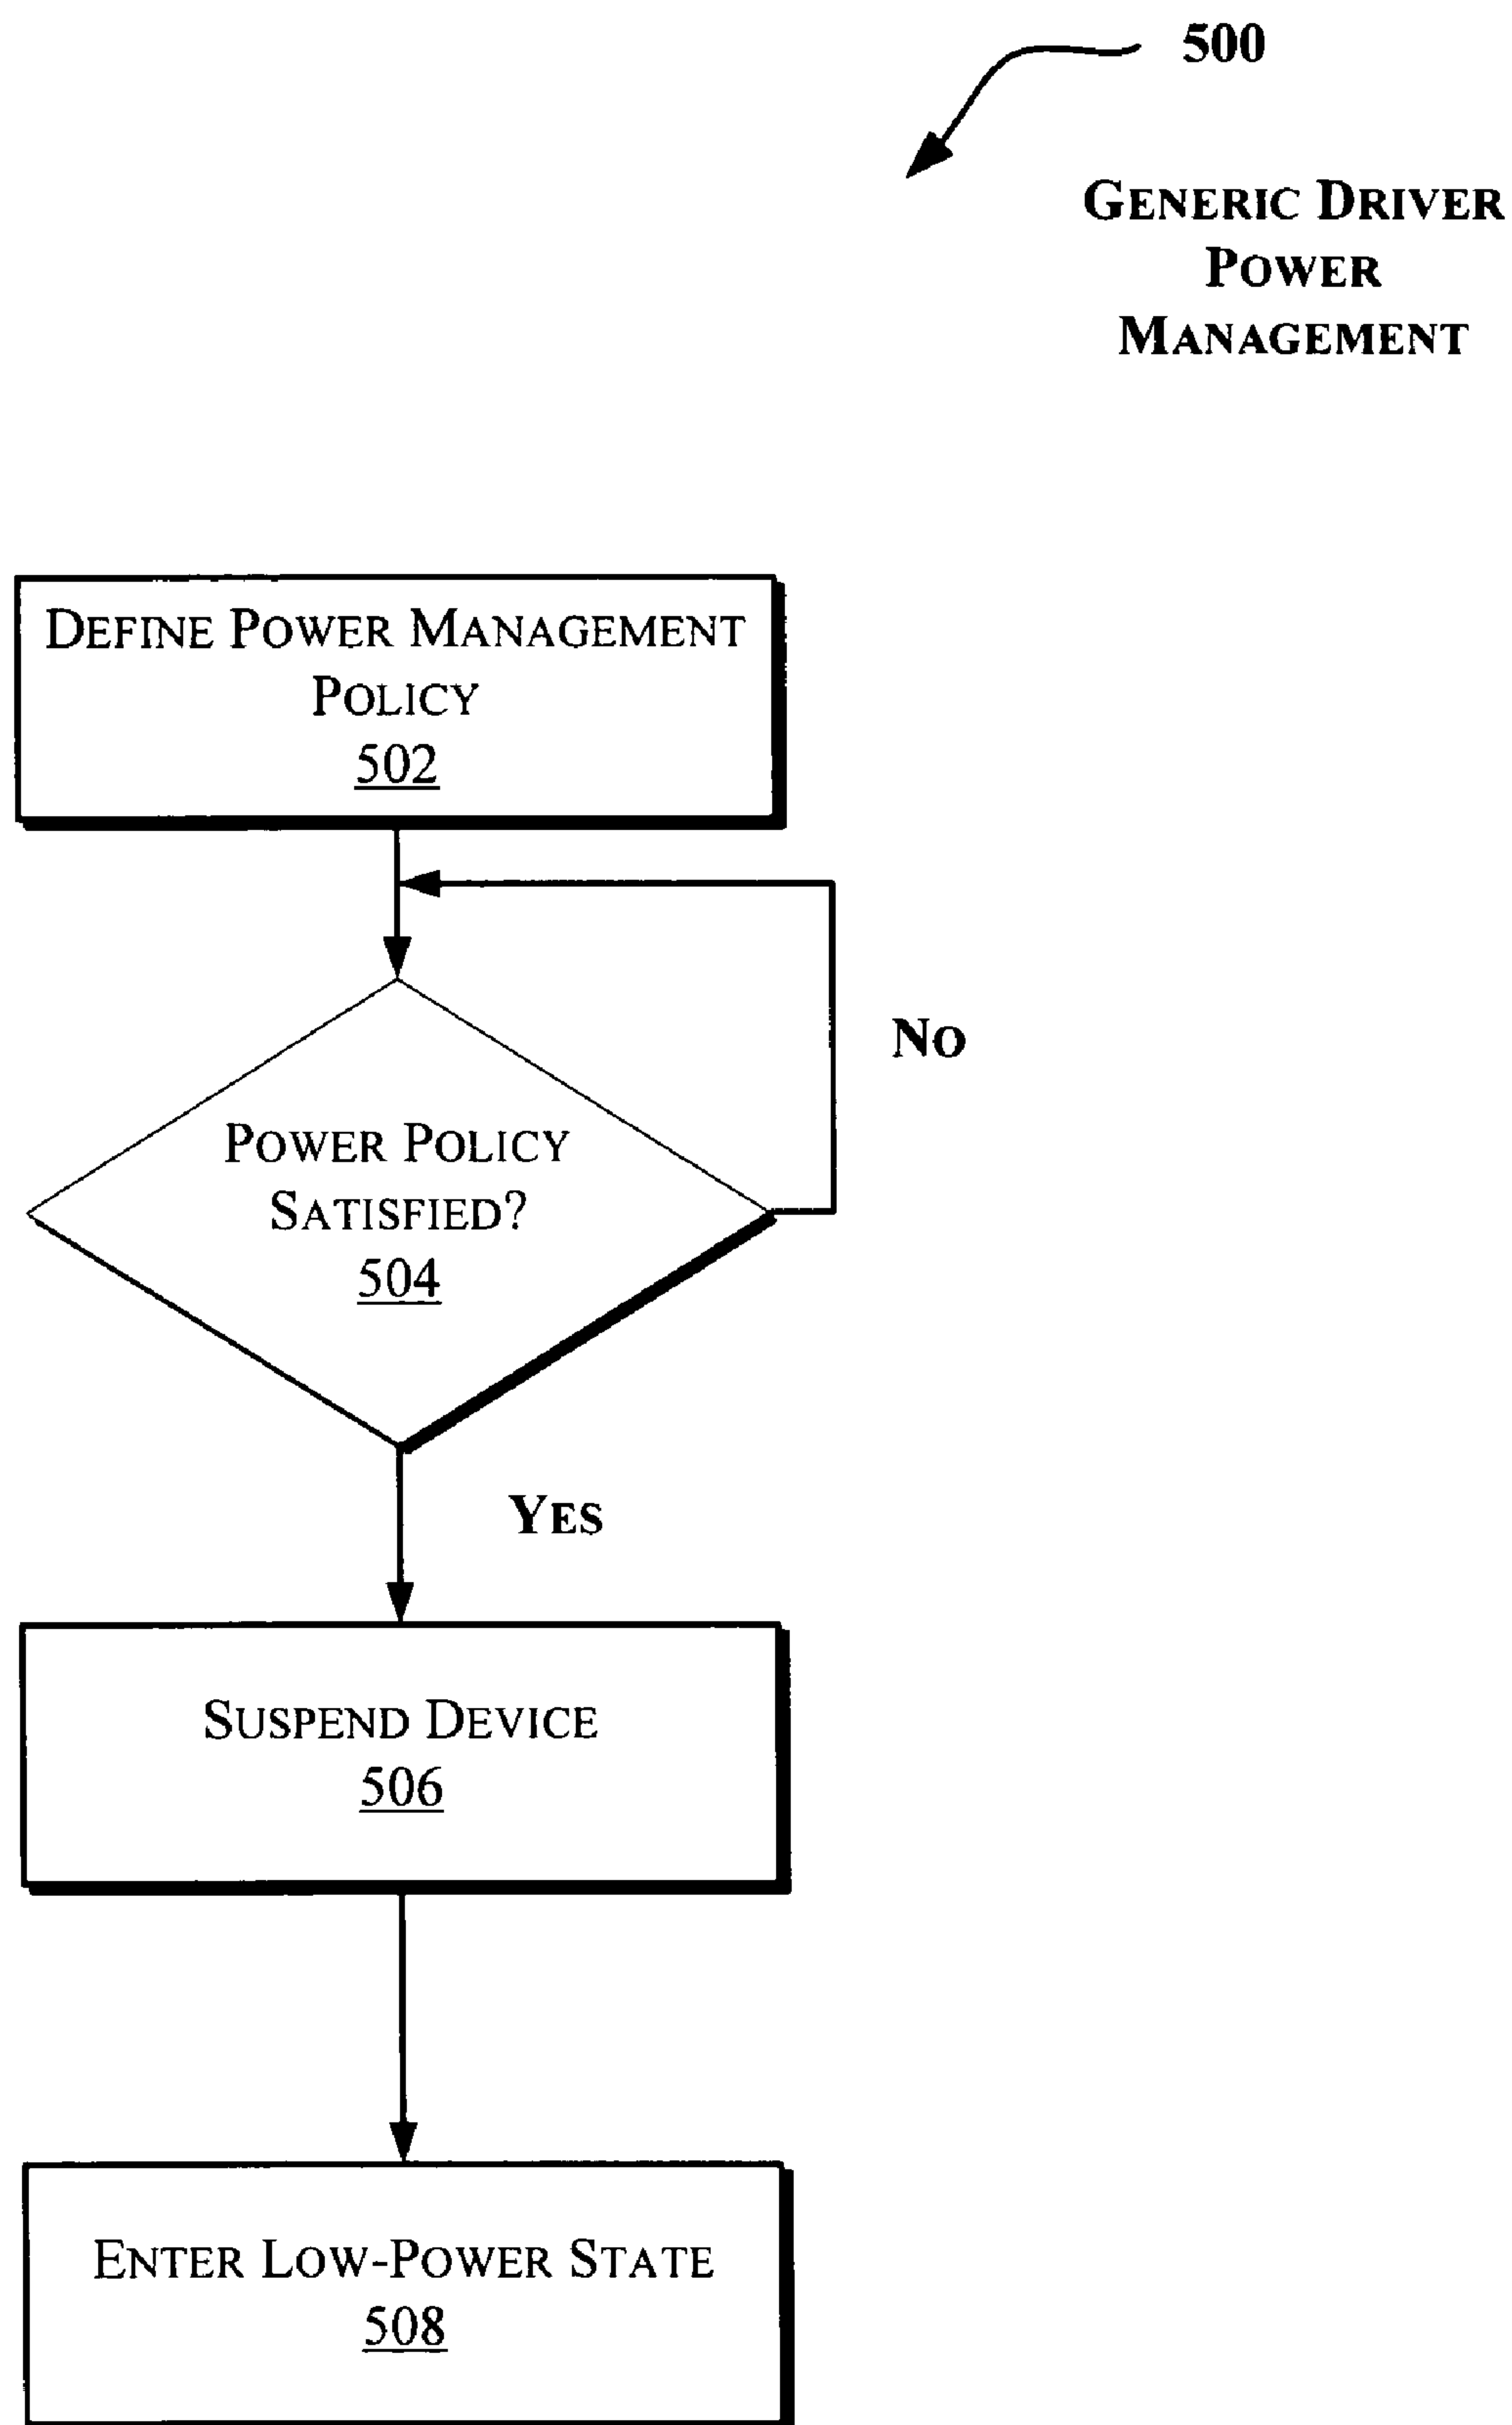 500
GENERIC DRIVER
POWER
MANAGEMENT
DEFINE POWER MANAGEMENT
POLICY
502
NO
POWER POLICY
SATISFIED?
504
YES
SUSPEND DEVICE
506
ENTER LOW-POWER STATE
508